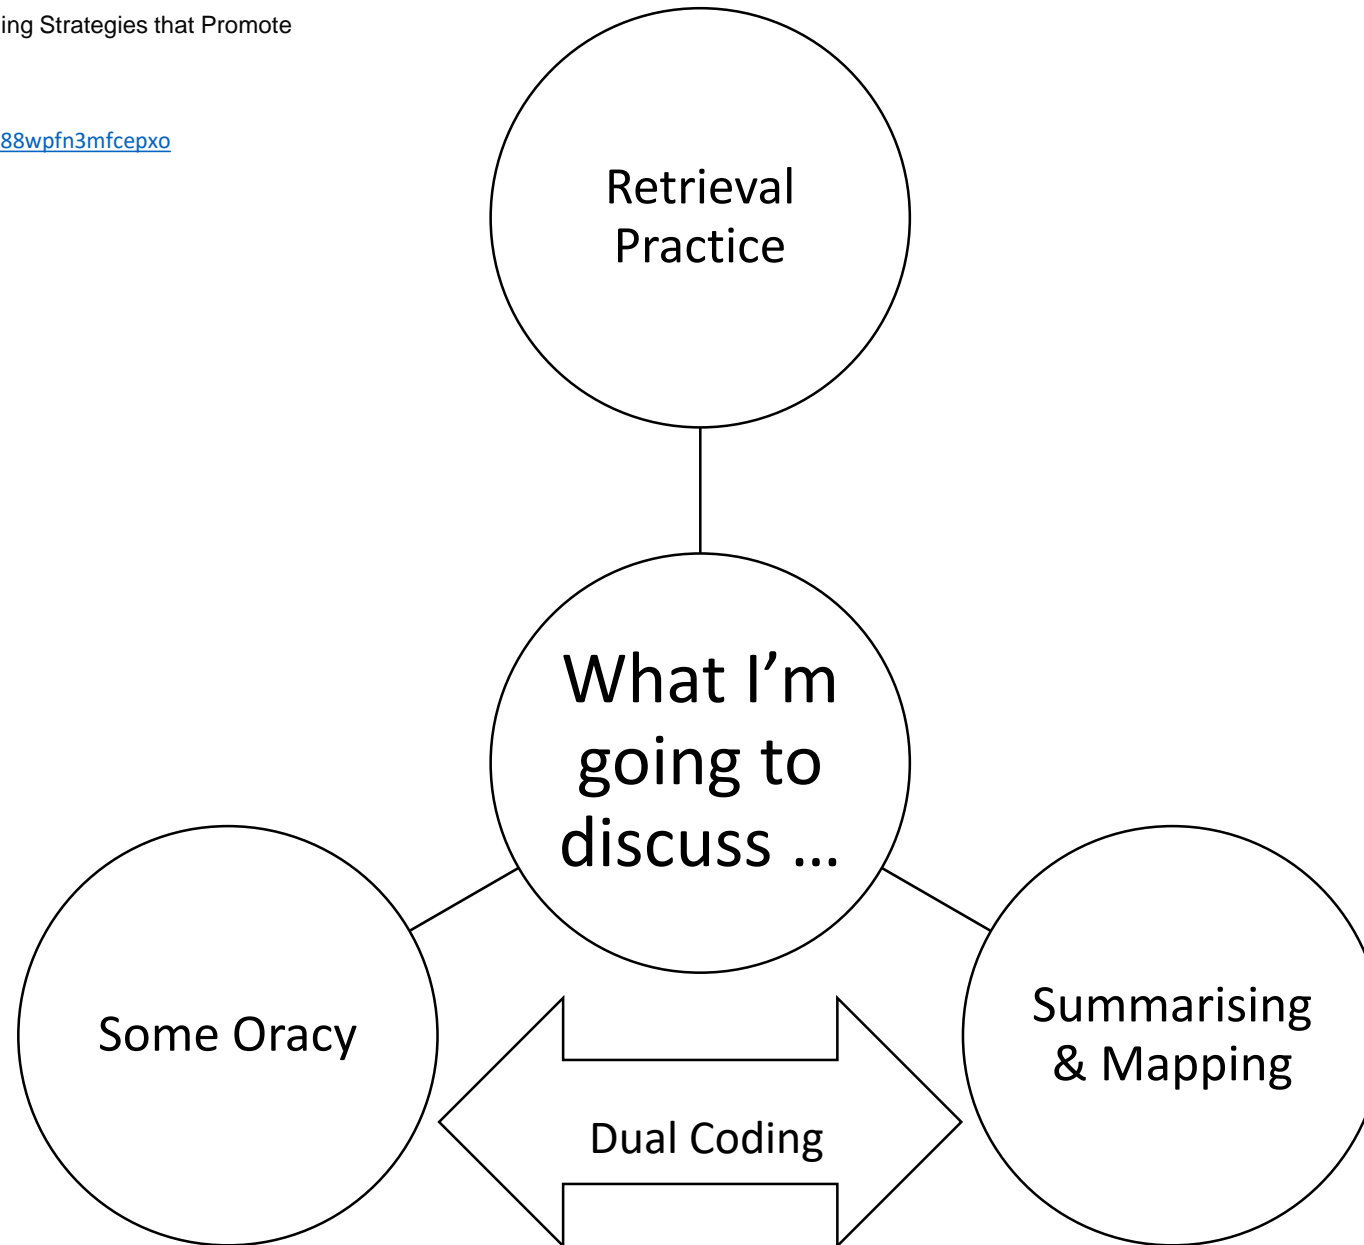 ing Strategies that Promote
88wpfn3mfcepxo
Retrieval
Practice
What I’m
going to
discuss …
Some Oracy
Summarising
& Mapping
Dual Coding